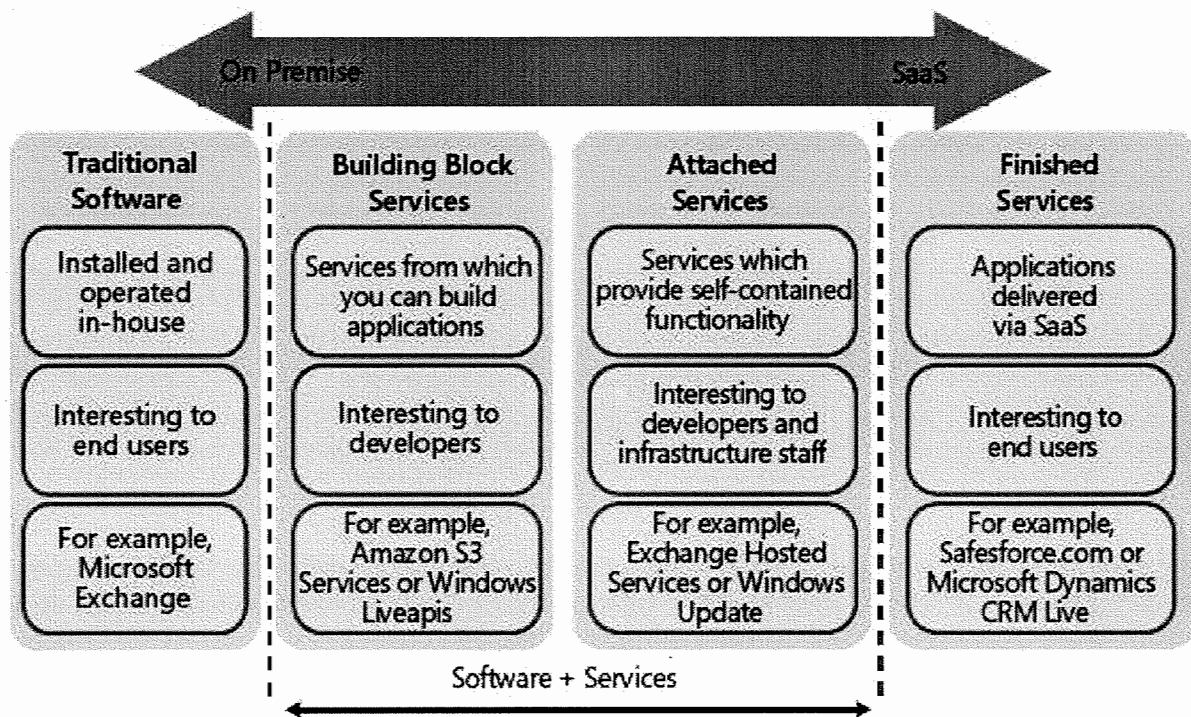 On Premise
SaaS
Traditional
Software
Installed and
operated
in-house
Interesting to
end users
For example,
Microsoft
Exchange
Building Block
Services
Services from which
you can build
applications
Interesting to
developers
For example,
Amazon S3
Services or Windows
Liveapis
Attached
Services
Services which
provide self-contained
functionality
Interesting to
developers and
infrastructure staff
For example,
Exchange Hosted
Services or Windows
Update
Finished
Services
Applications
delivered
via SaaS
Interesting to
end users
For example,
Safesforce.com or
Microsoft Dynamics
CRM Live
Software + Services